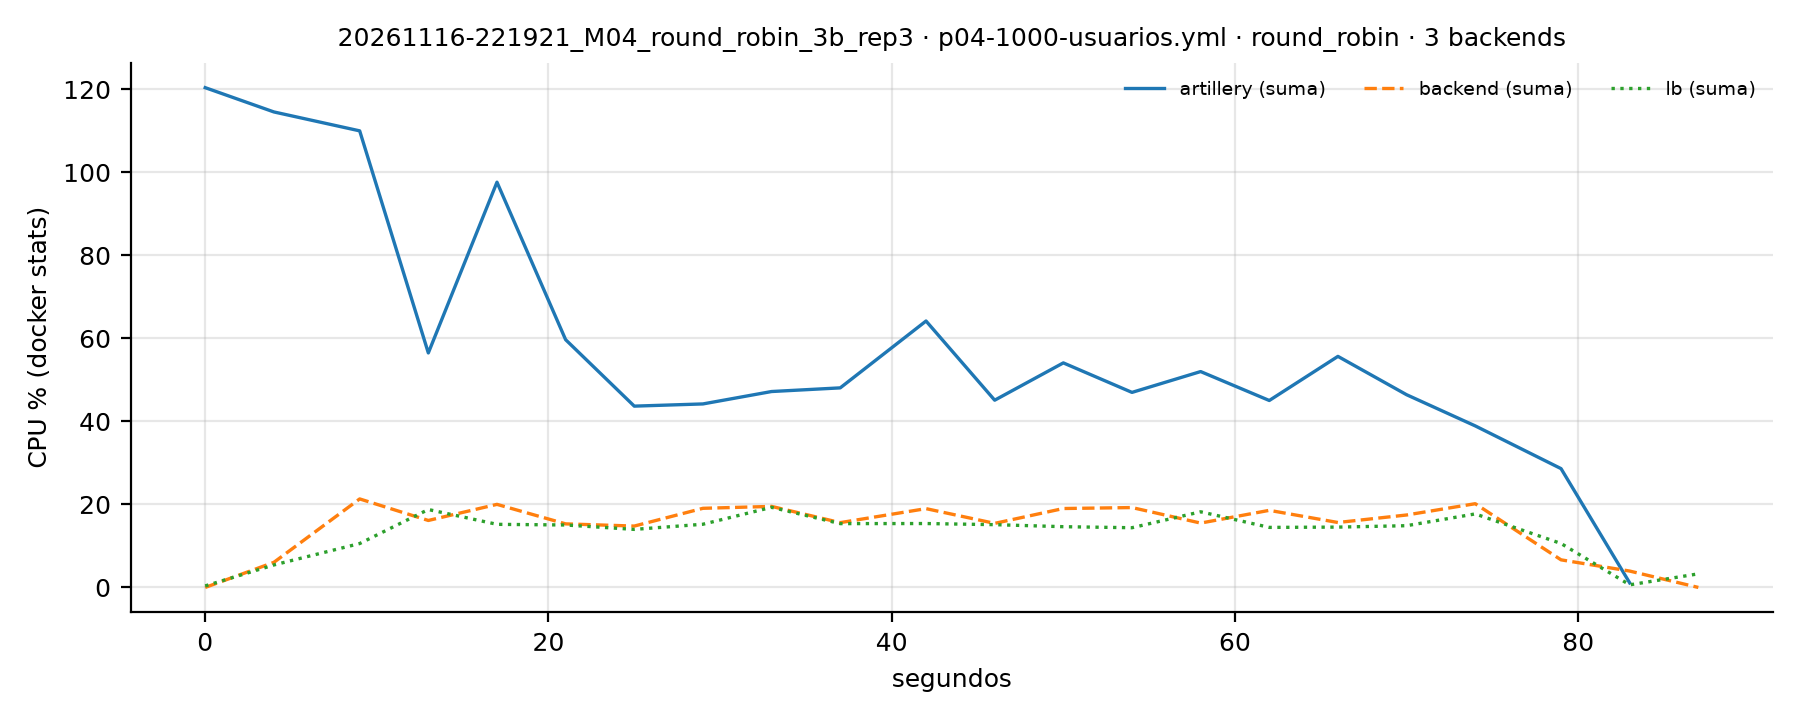 20261116-221921_M04_round_robin_3b_rep3 · p04-1000-usuarios.yml · round_robin · 3 backends
artillery (suma) backend (suma) lb (suma)
CPU % (docker stats)
120
100
80
60
40
20
0
0 20 40 60 80
segundos